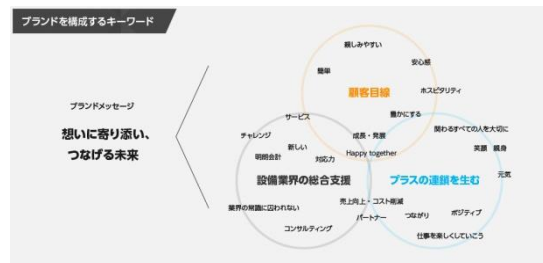 ブランドを構成するキーワード
ブランドメッセージ
想いに寄り添い、
つなげる未来
親しみやすい
安心感
簡単
顧客目線
ホスピタリティ
サービス
豊かにする
チャレンジ
成長・発展
関わるすべての人を大切に
新しい
笑顔 親身
明朗会計
対応力
Happy together
元気
設備業界の総合支援
プラスの連鎖を生む
売上向上・コスト削減
業界の常識に囚われない
パートナー
つながり
ポジティブ
コンサルティング
仕事を楽しくしていこう